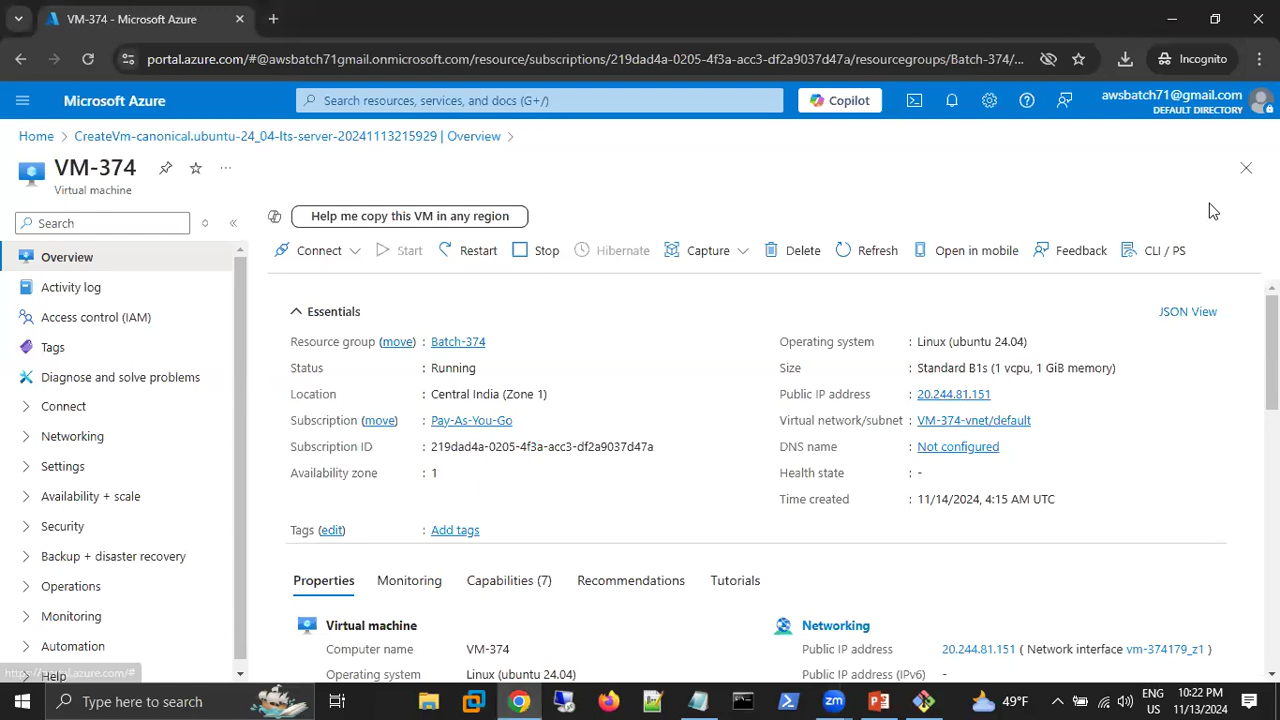 VM-374 - Microsoft Azure
portal.azure.com/#@awsbatch71gmail.onmicrosoft.com/resource/subscriptions/219dad4a-0205-4f3a-acc3-df2a9037d47a/resourcegroups/Batch-374/...
Incognito
Microsoft Azure
Search resources, services, and docs (G+/)
Copilot
awsbatch71@gmail.com
DEFAULT DIRECTORY
Home > CreateVm-canonical.ubuntu-24_04-lts-server-20241113215929 | Overview >
VM-374
Virtual machine
Search
Help me copy this VM in any region
Connect Start Restart Stop Hibernate Capture Delete Refresh Open in mobile Feedback CLI / PS
Overview
Activity log
Access control (IAM)
Tags
Diagnose and solve problems
Connect
Networking
Settings
Availability + scale
Security
Backup + disaster recovery
Operations
Monitoring
Automation
Help
https://portal.azure.com/#
Essentials
JSON View
Resource group (move) : Batch-374
Status : Running
Location : Central India (Zone 1)
Subscription (move) : Pay-As-You-Go
Subscription ID : 219dad4a-0205-4f3a-acc3-df2a9037d47a
Availability zone : 1
Operating system : Linux (ubuntu 24.04)
Size : Standard B1s (1 vcpu, 1 GiB memory)
Public IP address : 20.244.81.151
Virtual network/subnet : VM-374-vnet/default
DNS name : Not configured
Health state : -
Time created : 11/14/2024, 4:15 AM UTC
Tags (edit) : Add tags
Properties Monitoring Capabilities (7) Recommendations Tutorials
Virtual machine
Computer name VM-374
Operating system Linux (ubuntu 24.04)
Networking
Public IP address 20.244.81.151 ( Network interface vm-374179_z1 )
Public IP address (IPv6) -
Type here to search
49°F
ENG
US
10:22 PM
11/13/2024